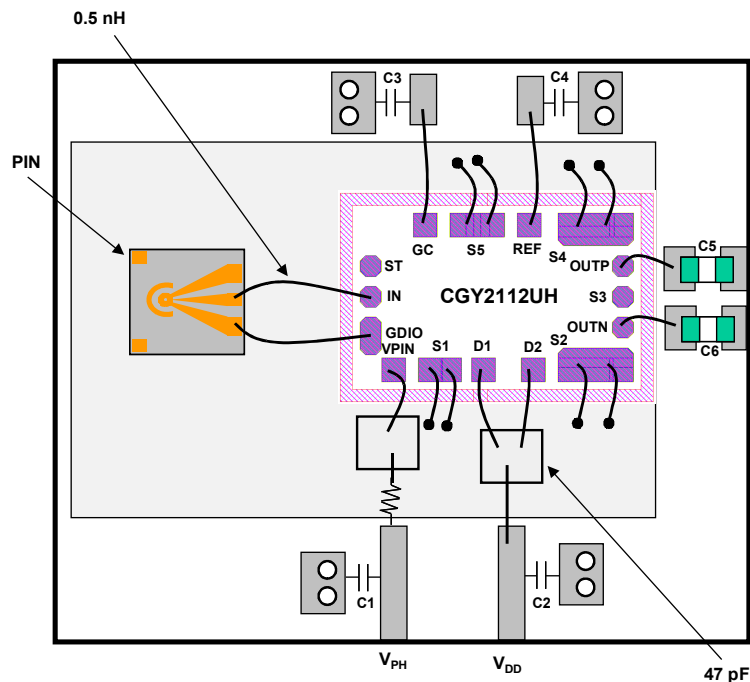 0.5 nH
C3
C4
PIN
GC
S5
REF
S4
C5
ST
OUTP
IN
CGY2112UH
S3
GDIO
OUTN
VPIN
S1
D1
D2
S2
C6
C1
C2
VPH
VDD
47 pF